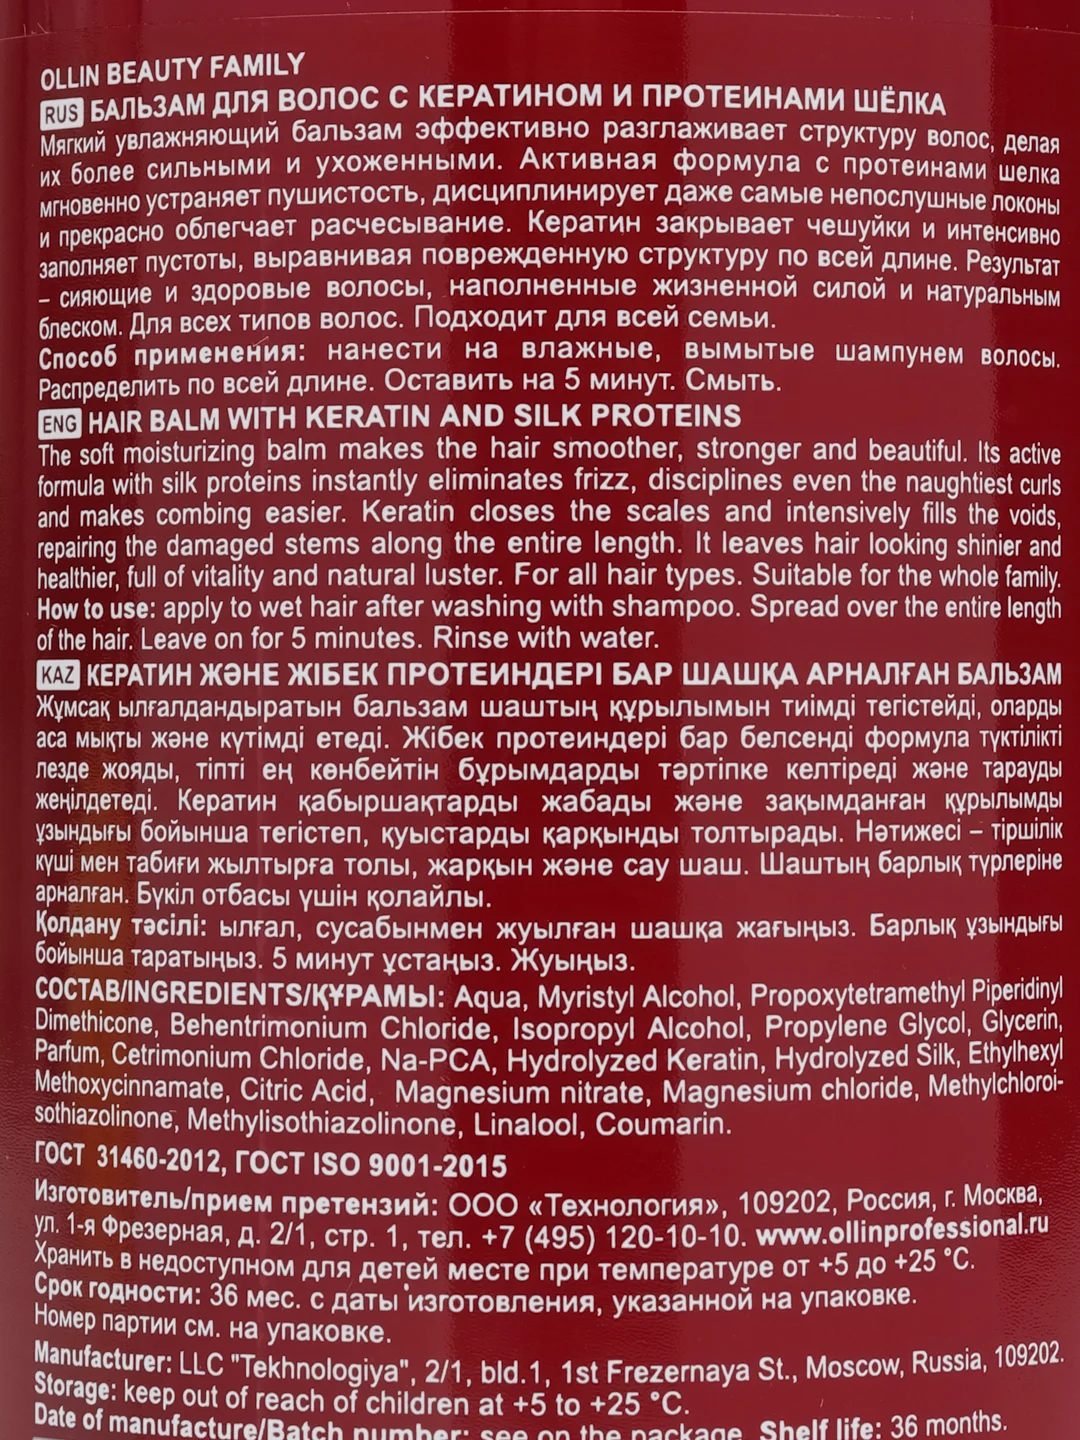 OLLIN BEAUTY FAMILY
RUS БАЛЬЗАМ ДЛЯ ВОЛОС С КЕРАТИНОМ И ПРОТЕИНАМИ ШЁЛКА
Мягкий увлажняющий бальзам эффективно разглаживает структуру волос, делая
их более сильными и ухоженными. Активная формула с протеинами шелка
мгновенно устраняет пушистость, дисциплинирует даже самые непослушные локоны
и прекрасно облегчает расчесывание. Кератин закрывает чешуйки и интенсивно
заполняет пустоты, выравнивая поврежденную структуру по всей длине. Результат
– сияющие и здоровые волосы, наполненные жизненной силой и натуральным
блеском. Для всех типов волос. Подходит для всей семьи.
Способ применения: нанести на влажные, вымытые шампунем волосы.
Распределить по всей длине. Оставить на 5 минут. Смыть.
ENG HAIR BALM WITH KERATIN AND SILK PROTEINS
The soft moisturizing balm makes the hair smoother, stronger and beautiful. Its active
formula with silk proteins instantly eliminates frizz, disciplines even the naughtiest curls
and makes combing easier. Keratin closes the scales and intensively fills the voids,
repairing the damaged stems along the entire length. It leaves hair looking shinier and
healthier, full of vitality and natural luster. For all hair types. Suitable for the whole family.
How to use: apply to wet hair after washing with shampoo. Spread over the entire length
of the hair. Leave on for 5 minutes. Rinse with water.
KAZ КЕРАТИН ЖӘНЕ ЖІБЕК ПРОТЕИНДЕРІ БАР ШАШҚА АРНАЛҒАН БАЛЬЗАМ
Жұмсақ ылғалдандыратын бальзам шаштың құрылымын тиімді тегістейді, оларды
аса мықты және күтімді етеді. Жібек протеиндері бар белсенді формула түктілікті
лезде жояды, тіпті ең көнбейтін бұрымдарды тәртіпке келтіреді және тарауды
жеңілдетеді. Кератин қабыршақтарды жабады және зақымданған құрылымды
ұзындығы бойынша тегістеп, қуыстарды қарқынды толтырады. Нәтижесі – тіршілік
күші мен табиғи жылтырға толы, жарқын және сау шаш. Шаштың барлық түрлеріне
арналған. Бүкіл отбасы үшін қолайлы.
Қолдану тәсілі: ылғал, сусабынмен жуылған шашқа жағыңыз. Барлық ұзындығы
бойынша таратыңыз. 5 минут ұстаңыз. Жуыңыз.
СОСТАВ/INGREDIENTS/ҚҰРАМЫ: Aqua, Myristyl Alcohol, Propoxytetramethyl Piperidinyl
Dimethicone, Behentrimonium Chloride, Isopropyl Alcohol, Propylene Glycol, Glycerin,
Parfum, Cetrimonium Chloride, Na-PCA, Hydrolyzed Keratin, Hydrolyzed Silk, Ethylhexyl
Methoxycinnamate, Citric Acid, Magnesium nitrate, Magnesium chloride, Methylchloroi-
sothiazolinone, Methylisothiazolinone, Linalool, Coumarin.
ГОСТ 31460-2012, ГОСТ ISO 9001-2015
Изготовитель/прием претензий: ООО «Технология», 109202, Россия, г. Москва,
ул. 1-я Фрезерная, д. 2/1, стр. 1, тел. +7 (495) 120-10-10. www.ollinprofessional.ru
Хранить в недоступном для детей месте при температуре от +5 до +25 °C.
Срок годности: 36 мес. с даты изготовления, указанной на упаковке.
Номер партии см. на упаковке.
Manufacturer: LLC "Tekhnologiya", 2/1, bld.1, 1st Frezernaya St., Moscow, Russia, 109202.
Storage: keep out of reach of children at +5 to +25 °C.
Date of manufacture/Batch number: see on the package. Shelf life: 36 months.